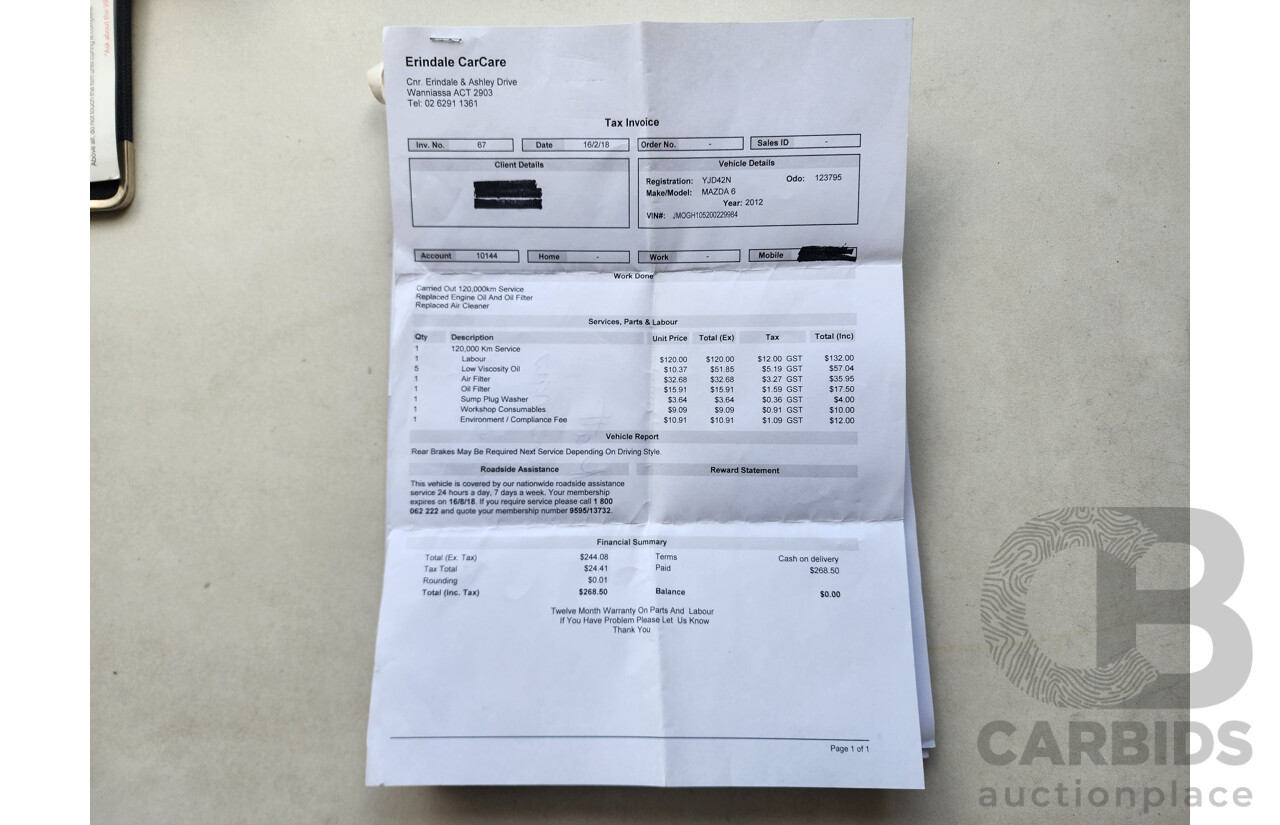 Erindale CarCare
Cnr. Erindale & Ashley Drive
Wanniassa ACT 2903
Tel: 02 6291 1361
Tax Invoice
Inv. No. 67 Date 16/2/18 Order No. - Sales ID -
Client Details
Vehicle Details
Registration: YJD42N Odo: 123795
Make/Model: MAZDA 6
Year: 2012
VIN#: JMOGH105200229984
Account 10144 Home - Work - Mobile
Work Done
Carried Out 120,000km Service
Replaced Engine Oil And Oil Filter
Replaced Air Cleaner
Services, Parts & Labour
Qty Description Unit Price Total (Ex) Tax Total (Inc)
1 120,000 Km Service
1 Labour $120.00 $120.00 $12.00 GST $132.00
5 Low Viscosity Oil $10.37 $51.85 $5.19 GST $57.04
1 Air Filter $32.68 $32.68 $3.27 GST $35.95
1 Oil Filter $15.91 $15.91 $1.59 GST $17.50
1 Sump Plug Washer $3.64 $3.64 $0.36 GST $4.00
1 Workshop Consumables $9.09 $9.09 $0.91 GST $10.00
1 Environment / Compliance Fee $10.91 $10.91 $1.09 GST $12.00
Vehicle Report
Rear Brakes May Be Required Next Service Depending On Driving Style.
Roadside Assistance
This vehicle is covered by our nationwide roadside assistance
service 24 hours a day, 7 days a week. Your membership
expires on 16/8/18. If you require service please call 1 800
062 222 and quote your membership number 9595/13732.
Reward Statement
Financial Summary
Total (Ex. Tax) $244.08 Terms Cash on delivery
Tax Total $24.41 Paid $268.50
Rounding $0.01
Total (Inc. Tax) $268.50 Balance $0.00
Twelve Month Warranty On Parts And Labour
If You Have Problem Please Let Us Know
Thank You
Page 1 of 1
CB
CARBIDS
auctionplace